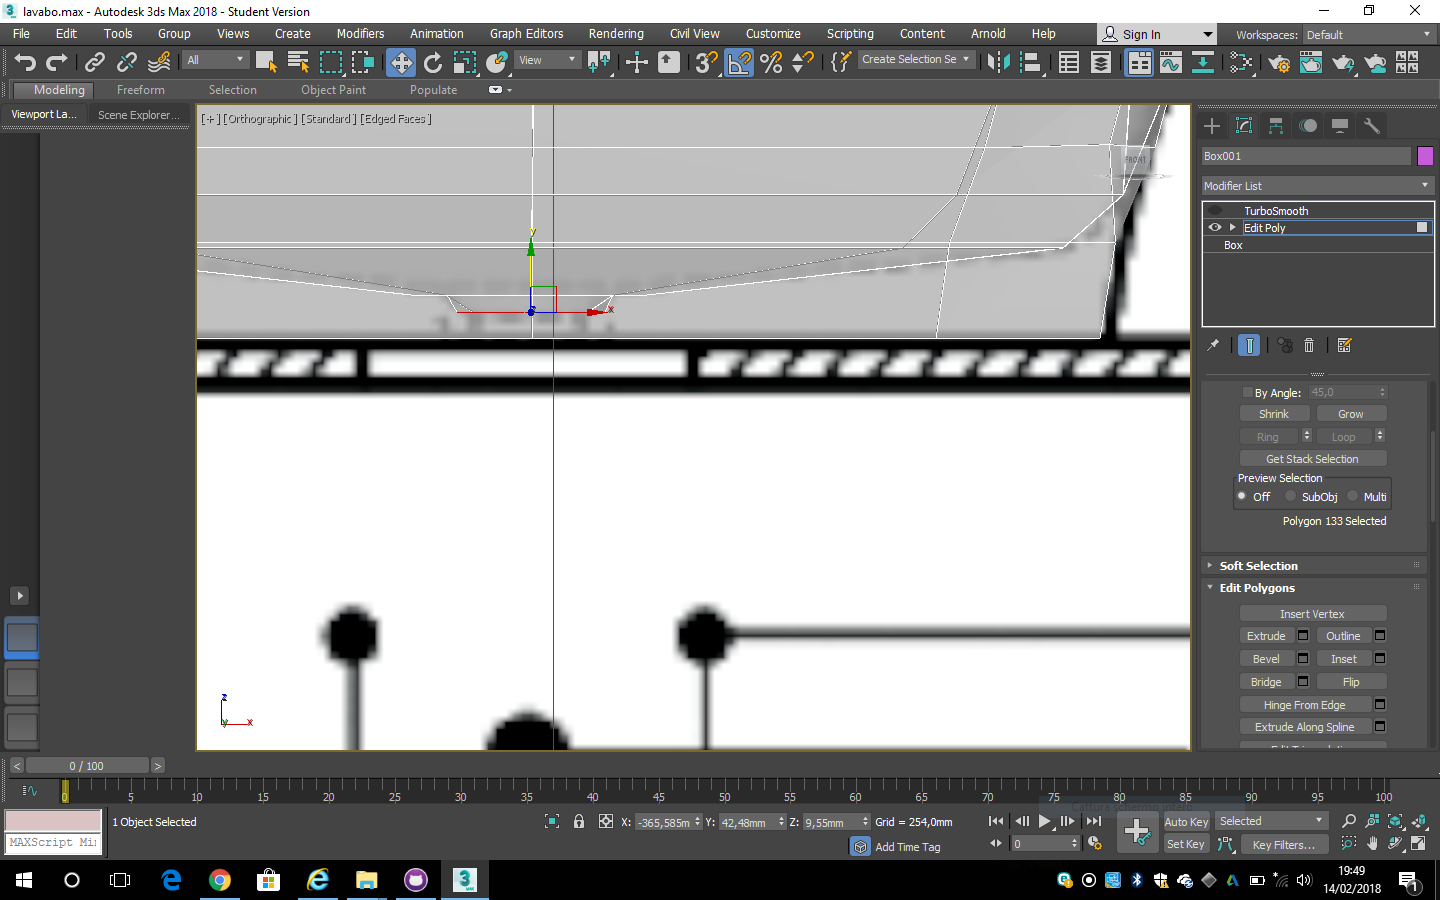 lavabo.max - Autodesk 3ds Max 2018 - Student Version
File Edit Tools Group Views Create Modifiers Animation Graph Editors Rendering Civil View Customize Scripting Content Arnold Help Sign In Workspaces: Default
All View Create Selection Se
Modeling Freeform Selection Object Paint Populate
Viewport La... Scene Explorer...
[+] [Orthographic] [Standard] [Edged Faces]
FRONT
y
x
z
y x
Box001
Modifier List
TurboSmooth
Edit Poly
Box
By Angle: 45,0
Shrink Grow
Ring Loop
Get Stack Selection
Preview Selection
Off SubObj Multi
Polygon 133 Selected
Soft Selection
Edit Polygons
Insert Vertex
Extrude Outline
Bevel Inset
Bridge Flip
Hinge From Edge
Extrude Along Spline
< 0 / 100 >
0 5 10 15 20 25 30 35 40 45 50 55 60 65 70 75 80 85 90 95 100
Cattura schermo intero
1 Object Selected X: -365,585m Y: 42,48mm Z: 9,55mm Grid = 254,0mm Auto Key Selected
MAXScript Mi Add Time Tag 0 Set Key Key Filters...
3 MAX
19:49
14/02/2018
1